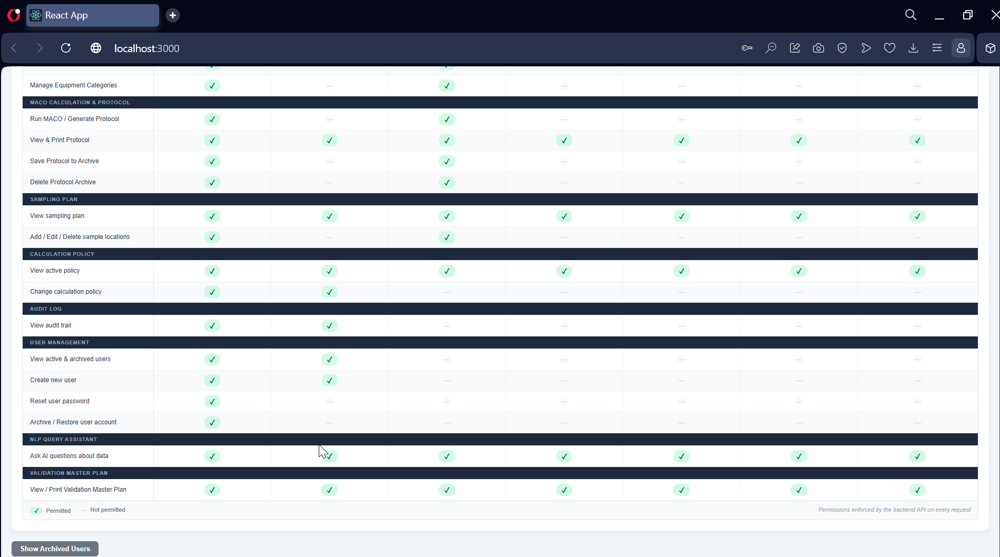 React App
localhost:3000
✓ ✓
Manage Equipment Categories ✓ — ✓ — — — —
MACO CALCULATION & PROTOCOL
Run MACO / Generate Protocol ✓ — ✓ — — — —
View & Print Protocol ✓ ✓ ✓ ✓ ✓ ✓ ✓
Save Protocol to Archive ✓ — ✓ — — — —
Delete Protocol Archive ✓ — ✓ — — — —
SAMPLING PLAN
View sampling plan ✓ ✓ ✓ ✓ ✓ ✓ ✓
Add / Edit / Delete sample locations ✓ — ✓ — — — —
CALCULATION POLICY
View active policy ✓ ✓ ✓ ✓ ✓ ✓ ✓
Change calculation policy ✓ ✓ — — — — —
AUDIT LOG
View audit trail ✓ ✓ — — — — —
USER MANAGEMENT
View active & archived users ✓ ✓ — — — — —
Create new user ✓ ✓ — — — — —
Reset user password ✓ — — — — — —
Archive / Restore user account ✓ — — — — — —
NLP QUERY ASSISTANT
Ask AI questions about data ✓ ✓ ✓ ✓ ✓ ✓ ✓
VALIDATION MASTER PLAN
View / Print Validation Master Plan ✓ ✓ ✓ ✓ ✓ ✓ ✓
✓ Permitted — Not permitted Permissions enforced by the backend API on every request
Show Archived Users